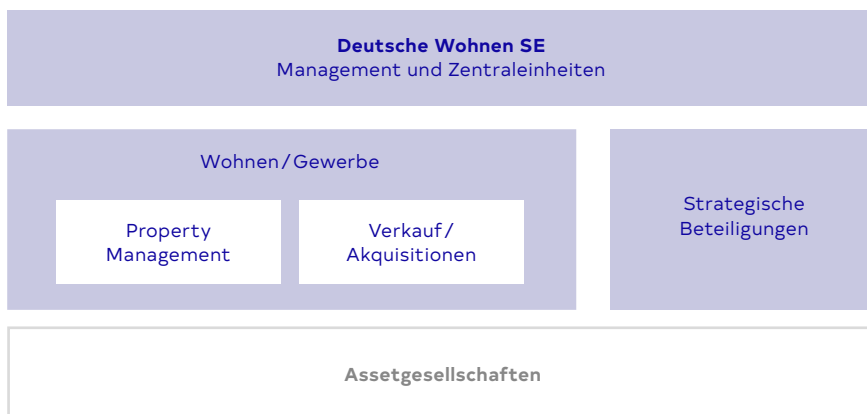 Deutsche Wohnen SE
Management und Zentraleinheiten
Wohnen/Gewerbe
Property
Management
Verkauf/
Akquisitionen
Strategische
Beteiligungen
Assetgesellschaften